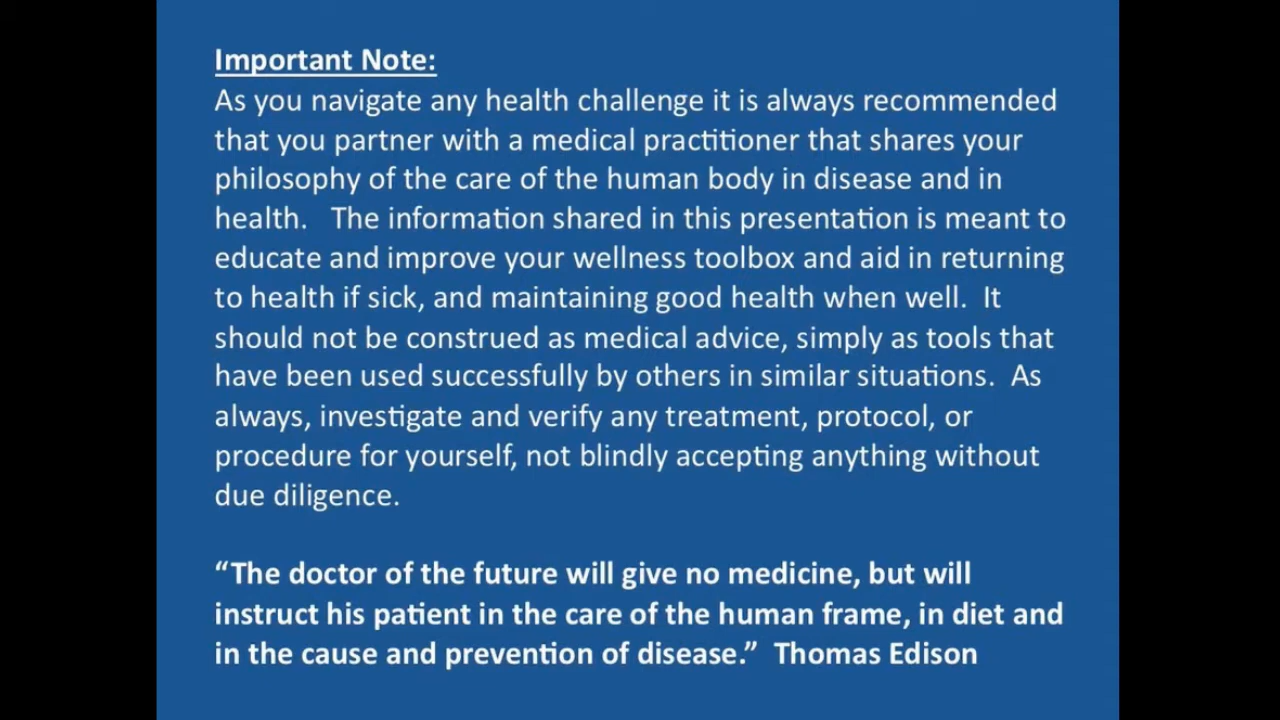 Important Note:
As you navigate any health challenge it is always recommended
that you partner with a medical practitioner that shares your
philosophy of the care of the human body in disease and in
health.   The information shared in this presentation is meant to
educate and improve your wellness toolbox and aid in returning
to health if sick, and maintaining good health when well.  It
should not be construed as medical advice, simply as tools that
have been used successfully by others in similar situations.  As
always, investigate and verify any treatment, protocol, or
procedure for yourself, not blindly accepting anything without
due diligence.
“The doctor of the future will give no medicine, but will
instruct his patient in the care of the human frame, in diet and
in the cause and prevention of disease.”  Thomas Edison